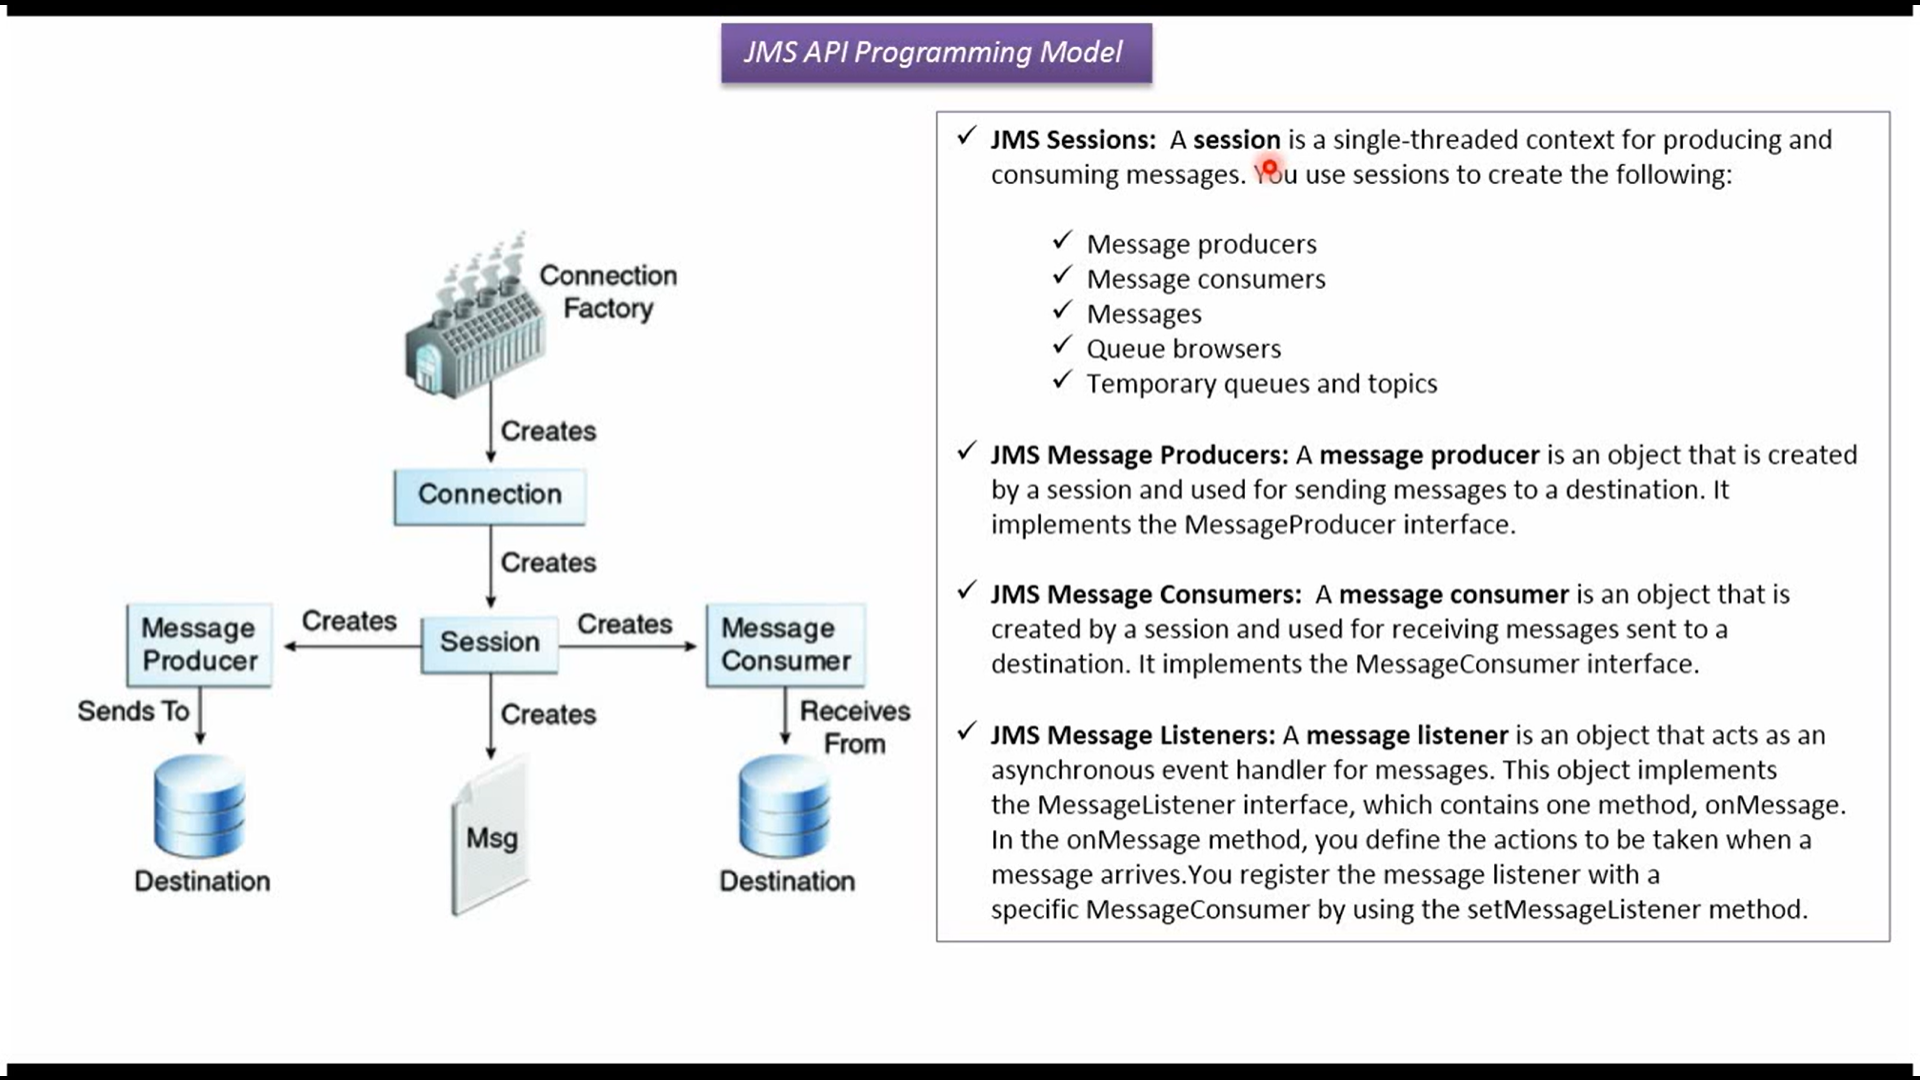 JMS API Programming Model
Connection
Factory
Creates
Connection
Creates
Message
Producer
Creates
Session
Creates
Message
Consumer
Sends To
Creates
Receives
From
Msg
Destination
Destination
✓ JMS Sessions: A session is a single-threaded context for producing and
consuming messages. You use sessions to create the following:
✓ Message producers
✓ Message consumers
✓ Messages
✓ Queue browsers
✓ Temporary queues and topics
✓ JMS Message Producers: A message producer is an object that is created
by a session and used for sending messages to a destination. It
implements the MessageProducer interface.
✓ JMS Message Consumers: A message consumer is an object that is
created by a session and used for receiving messages sent to a
destination. It implements the MessageConsumer interface.
✓ JMS Message Listeners: A message listener is an object that acts as an
asynchronous event handler for messages. This object implements
the MessageListener interface, which contains one method, onMessage.
In the onMessage method, you define the actions to be taken when a
message arrives.You register the message listener with a
specific MessageConsumer by using the setMessageListener method.